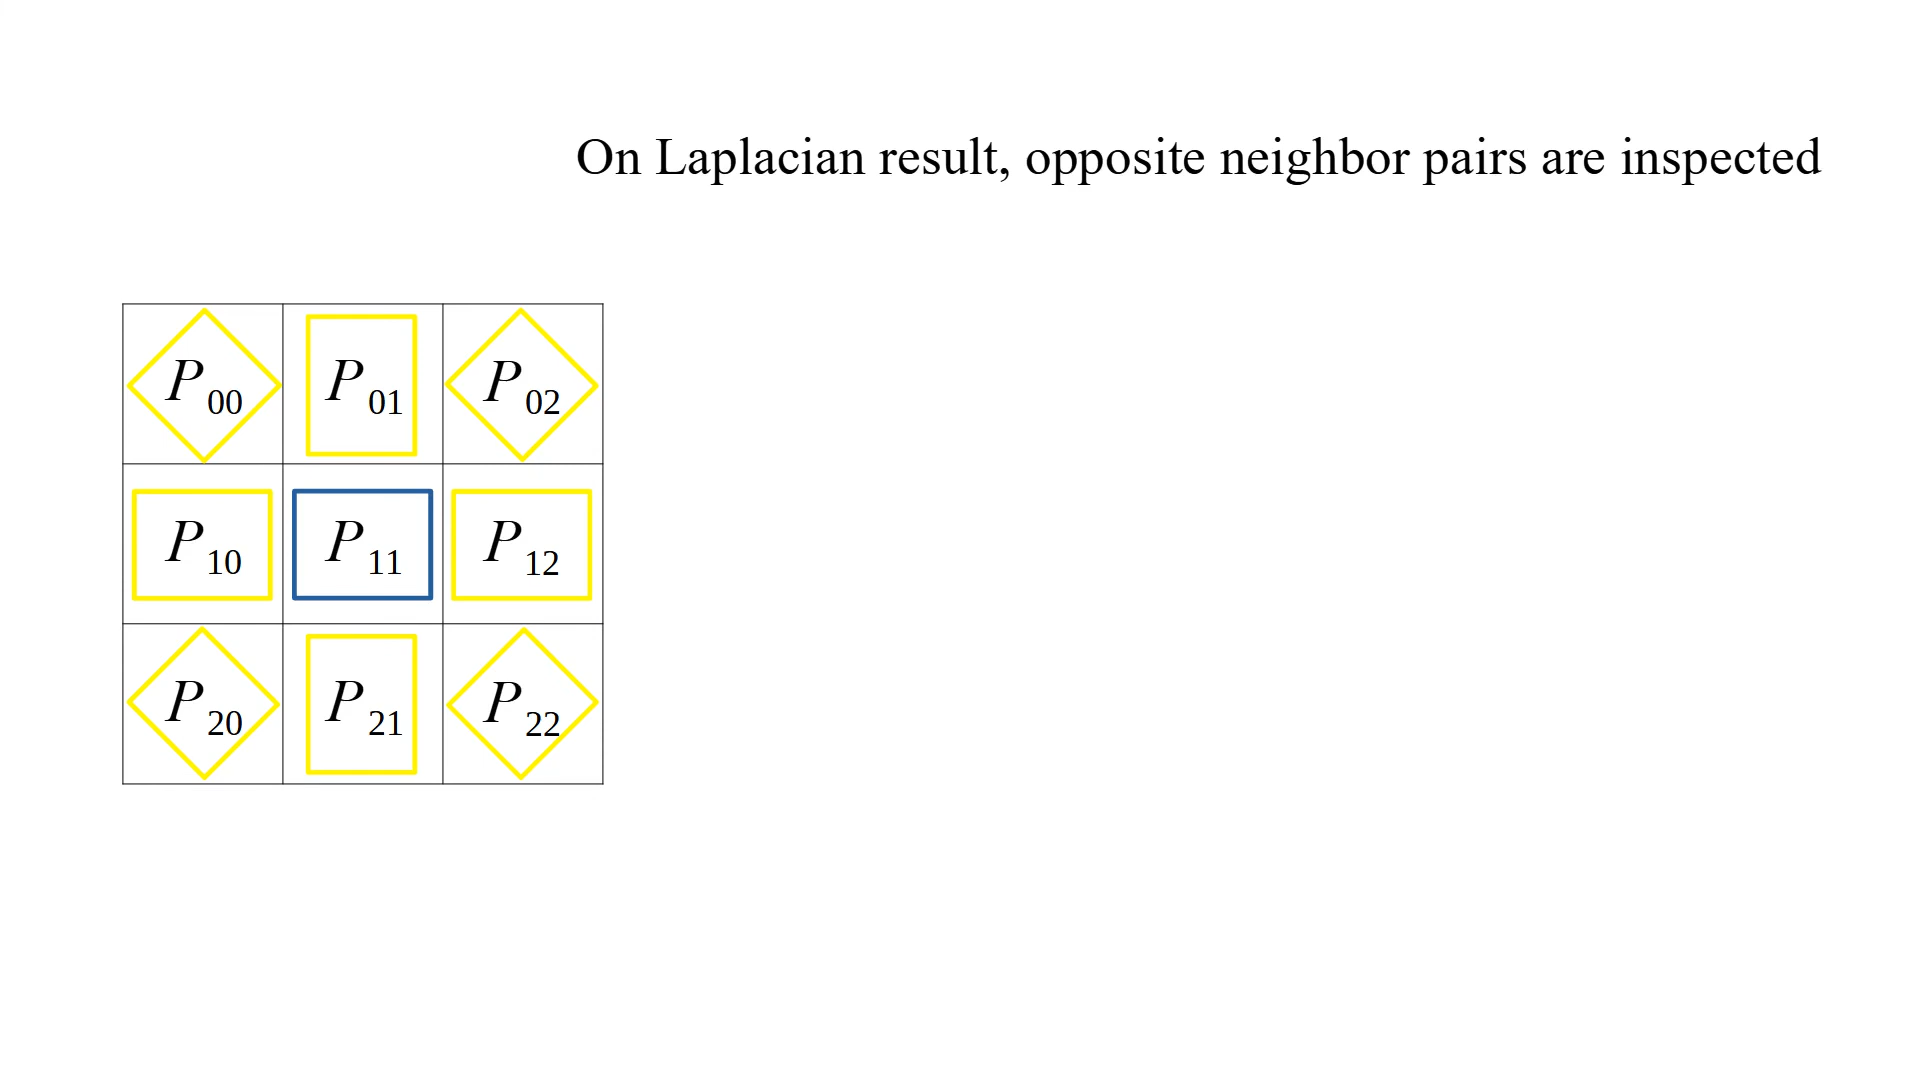 On Laplacian result, opposite neighbor pairs are inspected
P00 P01 P02
P10 P11 P12
P20 P21 P22